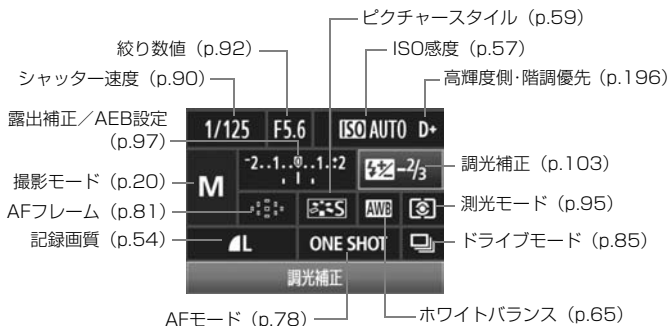 ピクチャースタイル（p.59）
絞り数値（p.92）
ISO感度（p.57）
シャッター速度（p.90）
高輝度側・階調優先（p.196）
露出補正／AEB設定
（p.97）
1/125 F5.6 ISO AUTO D+
-2..1..0..1.:2
-2/3
調光補正（p.103）
撮影モード（p.20）
M
AFフレーム（p.81）
S AWB
測光モード（p.95）
記録画質（p.54）
L ONE SHOT
ドライブモード（p.85）
調光補正
AFモード（p.78）
ホワイトバランス（p.65）